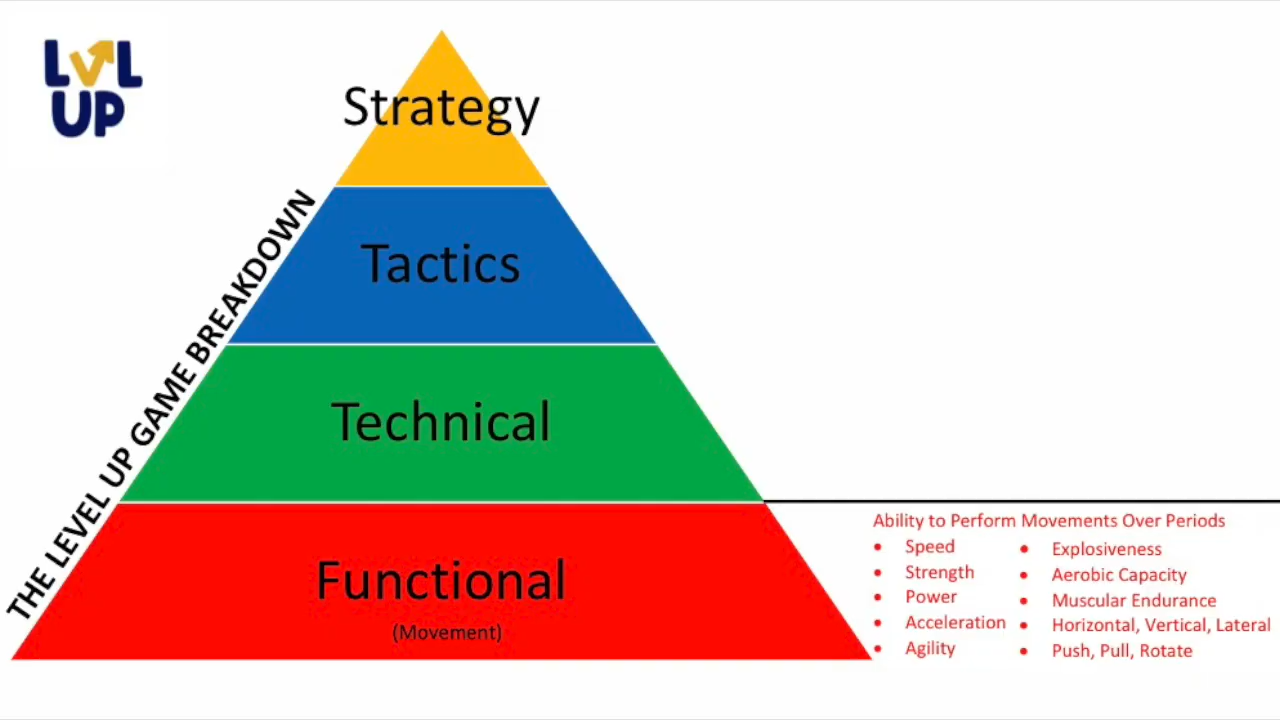 LVL
UP
THE LEVEL UP GAME BREAKDOWN
Strategy
Tactics
Technical
Functional
(Movement)
Ability to Perform Movements Over Periods
• Speed
• Strength
• Power
• Acceleration
• Agility
• Explosiveness
• Aerobic Capacity
• Muscular Endurance
• Horizontal, Vertical, Lateral
• Push, Pull, Rotate